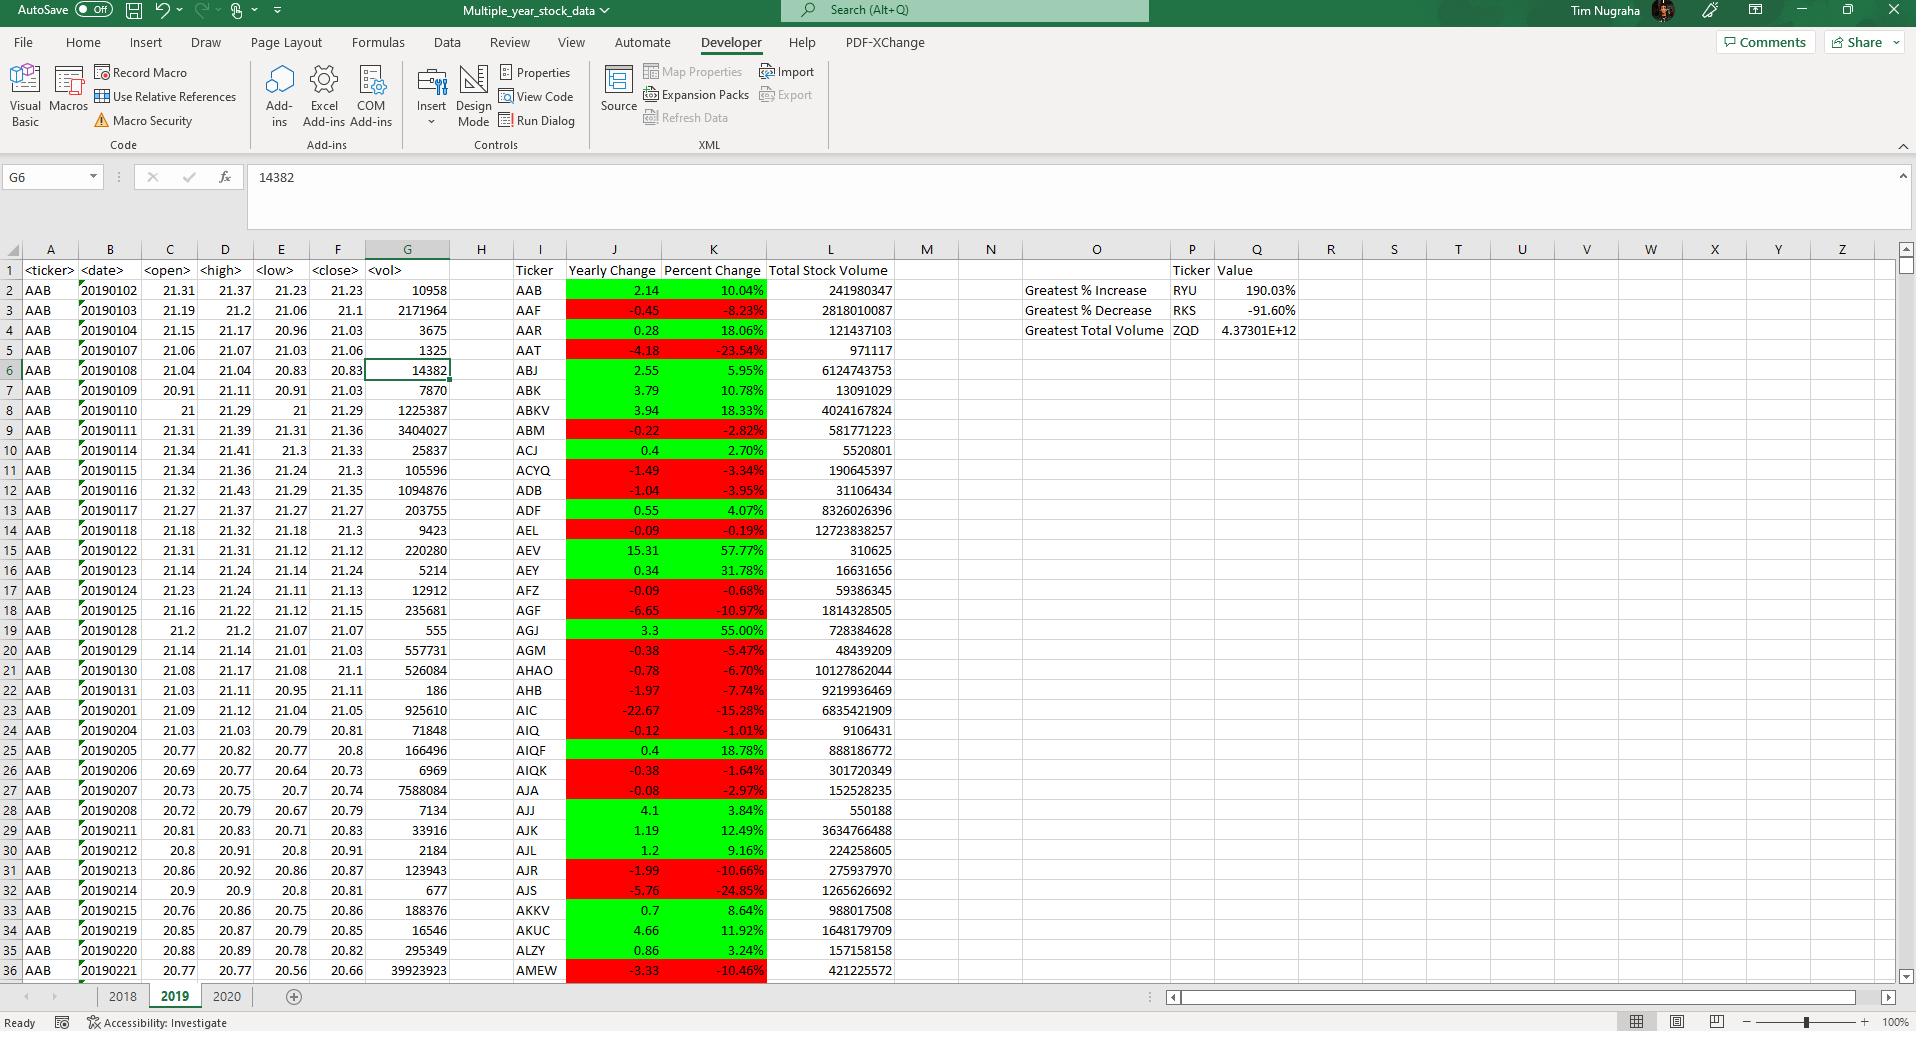 AutoSave Off Multiple_year_stock_data Search (Alt+Q) Tim Nugraha
File Home Insert Draw Page Layout Formulas Data Review View Automate Developer Help PDF-XChange Comments Share
Visual Basic Macros Record Macro Use Relative References Macro Security Code
Add-ins Excel Add-ins COM Add-ins Add-ins
Insert Design Mode Properties View Code Run Dialog Controls
Source Map Properties Expansion Packs Refresh Data Import Export XML
G6 fx 14382
A B C D E F G H I J K L M N O P Q R S T U V W X Y Z
1 <ticker> <date> <open> <high> <low> <close> <vol> Ticker Yearly Change Percent Change Total Stock Volume Ticker Value
2 AAB 20190102 21.31 21.37 21.23 21.23 10958 AAB 2.14 10.04% 241980347 Greatest % Increase RYU 190.03%
3 AAB 20190103 21.19 21.2 21.06 21.1 2171964 AAF -0.45 -8.23% 2818010087 Greatest % Decrease RKS -91.60%
4 AAB 20190104 21.15 21.17 20.96 21.03 3675 AAR 0.28 18.06% 121437103 Greatest Total Volume ZQD 4.37301E+12
5 AAB 20190107 21.06 21.07 21.03 21.06 1325 AAT -4.18 -23.54% 971117
6 AAB 20190108 21.04 21.04 20.83 20.83 14382 ABJ 2.55 5.95% 6124743753
7 AAB 20190109 20.91 21.11 20.91 21.03 7870 ABK 3.79 10.78% 13091029
8 AAB 20190110 21 21.29 21 21.29 1225387 ABKV 3.94 18.33% 4024167824
9 AAB 20190111 21.31 21.39 21.31 21.36 3404027 ABM -0.22 -2.82% 581771223
10 AAB 20190114 21.34 21.41 21.3 21.33 25837 ACJ 0.4 2.70% 5520801
11 AAB 20190115 21.34 21.36 21.24 21.3 105596 ACYQ -1.49 -3.34% 190645397
12 AAB 20190116 21.32 21.43 21.29 21.35 1094876 ADB -1.04 -3.95% 31106434
13 AAB 20190117 21.27 21.37 21.27 21.27 203755 ADF 0.55 4.07% 8326026396
14 AAB 20190118 21.18 21.32 21.18 21.3 9423 AEL -0.09 -0.19% 12723838257
15 AAB 20190122 21.31 21.31 21.12 21.12 220280 AEV 15.31 57.77% 310625
16 AAB 20190123 21.14 21.24 21.14 21.24 5214 AEY 0.34 31.78% 16631656
17 AAB 20190124 21.23 21.24 21.11 21.13 12912 AFZ -0.09 -0.68% 59386345
18 AAB 20190125 21.16 21.22 21.12 21.15 235681 AGF -6.65 -10.97% 1814328505
19 AAB 20190128 21.2 21.2 21.07 21.07 555 AGJ 3.3 55.00% 728384628
20 AAB 20190129 21.14 21.14 21.01 21.03 557731 AGM -0.38 -5.47% 48439209
21 AAB 20190130 21.08 21.17 21.08 21.1 526084 AHAO -0.78 -6.70% 10127862044
22 AAB 20190131 21.03 21.11 20.95 21.11 186 AHB -1.97 -7.74% 9219936469
23 AAB 20190201 21.09 21.12 21.04 21.05 925610 AIC -22.67 -15.28% 6835421909
24 AAB 20190204 21.03 21.03 20.79 20.81 71848 AIQ -0.12 -1.01% 9106431
25 AAB 20190205 20.77 20.82 20.77 20.8 166496 AIQF 0.4 18.78% 888186772
26 AAB 20190206 20.69 20.77 20.64 20.73 6969 AIQK -0.38 -1.64% 301720349
27 AAB 20190207 20.73 20.75 20.7 20.74 7588084 AJA -0.08 -2.97% 152528235
28 AAB 20190208 20.72 20.79 20.67 20.79 7134 AJJ 4.1 3.84% 550188
29 AAB 20190211 20.81 20.83 20.71 20.83 33916 AJK 1.19 12.49% 3634766488
30 AAB 20190212 20.8 20.91 20.8 20.91 2184 AJL 1.2 9.16% 224258605
31 AAB 20190213 20.86 20.92 20.86 20.87 123943 AJR -1.99 -10.66% 275937970
32 AAB 20190214 20.9 20.9 20.8 20.81 677 AJS -5.76 -24.85% 1265626692
33 AAB 20190215 20.76 20.86 20.75 20.86 188376 AKKV 0.7 8.64% 988017508
34 AAB 20190219 20.85 20.87 20.79 20.85 16546 AKUC 4.66 11.92% 1648179709
35 AAB 20190220 20.88 20.89 20.78 20.82 295349 ALZY 0.86 3.24% 157158158
36 AAB 20190221 20.77 20.77 20.56 20.66 39923923 AMEW -3.33 -10.46% 421225572
2018 2019 2020
Ready Accessibility: Investigate 100%